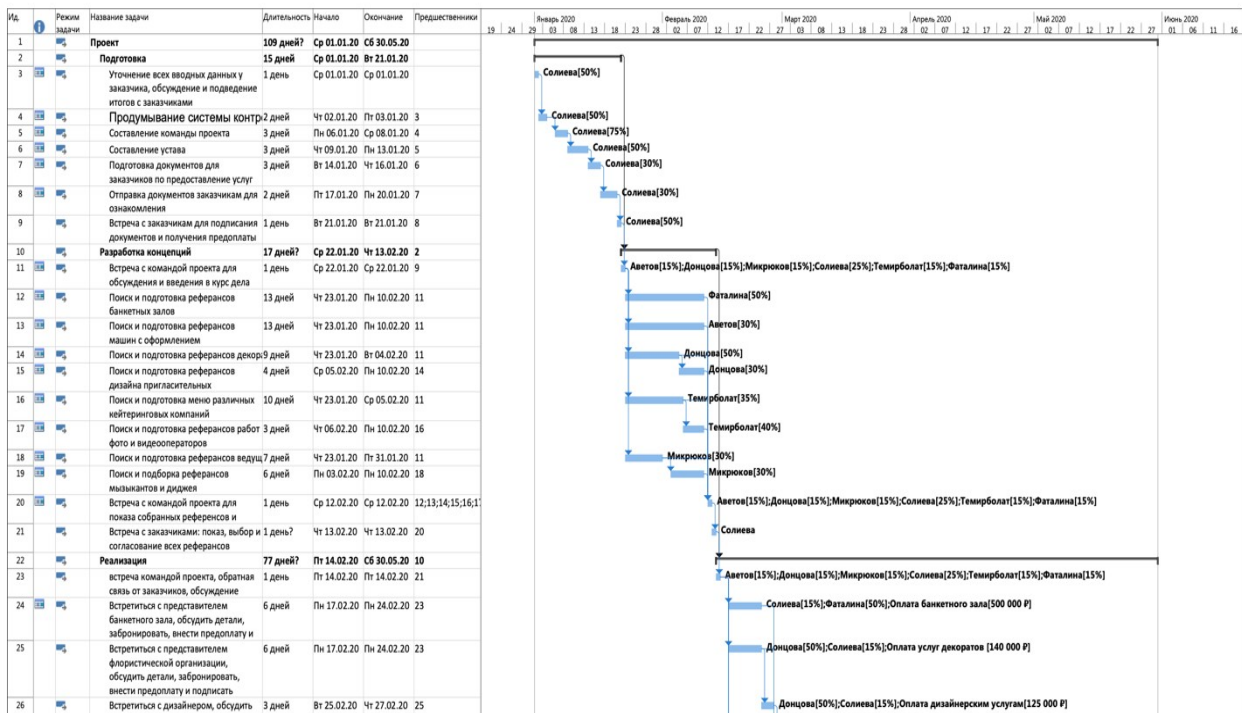 Ид.
Режим задачи
Название задачи
Длительность
Начало
Окончание
Предшественники
Январь 2020
Февраль 2020
Март 2020
Апрель 2020
Май 2020
Июнь 2020
19 24 29 03 08 13 18 23 28 02 07 12 17 22 27 03 08 13 18 23 28 02 07 12 17 22 27 02 07 12 17 22 27 01 06 11 16
1 Проект 109 дней? Ср 01.01.20 Сб 30.05.20
2 Подготовка 15 дней Ср 01.01.20 Вт 21.01.20
3 Уточнение всех вводных данных у 1 день Ср 01.01.20 Ср 01.01.20 Солиева[50%]
заказчика, обсуждение и подведение
итогов с заказчиками
4 Продумывание системы контр 2 дней Чт 02.01.20 Пт 03.01.20 3 Солиева[50%]
5 Составление команды проекта 3 дней Пн 06.01.20 Ср 08.01.20 4 Солиева[75%]
6 Составление устава 3 дней Чт 09.01.20 Пн 13.01.20 5 Солиева[50%]
7 Подготовка документов для 3 дней Вт 14.01.20 Чт 16.01.20 6 Солиева[30%]
заказчиков по предоставление услуг
8 Отправка документов заказчикам для 2 дней Пт 17.01.20 Пн 20.01.20 7 Солиева[30%]
ознакомления
9 Встреча с заказчикам для подписания 1 день Вт 21.01.20 Вт 21.01.20 8 Солиева[50%]
документов и получения предоплаты
10 Разработка концепций 17 дней? Ср 22.01.20 Чт 13.02.20 2
11 Встреча с командой проекта для 1 день Ср 22.01.20 Ср 22.01.20 9 Аветов[15%];Донцова[15%];Микрюков[15%];Солиева[25%];Темирболат[15%];Фаталина[15%]
обсуждения и введения в курс дела
12 Поиск и подготовка референсов 13 дней Чт 23.01.20 Пн 10.02.20 11 Фаталина[50%]
банкетных залов
13 Поиск и подготовка референсов 13 дней Чт 23.01.20 Пн 10.02.20 11 Аветов[30%]
машин с оформлением
14 Поиск и подготовка референсов декора 9 дней Чт 23.01.20 Вт 04.02.20 11 Донцова[50%]
15 Поиск и подготовка референсов 4 дней Ср 05.02.20 Пн 10.02.20 14 Донцова[30%]
дизайна пригласительных
16 Поиск и подготовка меню различных 10 дней Чт 23.01.20 Ср 05.02.20 11 Темирболат[35%]
кейтеринговых компаний
17 Поиск и подготовка референсов работ 3 дней Чт 06.02.20 Пн 10.02.20 16 Темирболат[40%]
фото и видеооператоров
18 Поиск и подготовка референсов ведущ 7 дней Чт 23.01.20 Пт 31.01.20 11 Микрюков[30%]
19 Поиск и подборка референсов 6 дней Пн 03.02.20 Пн 10.02.20 18 Микрюков[30%]
музыкантов и диджея
20 Встреча с командой проекта для 1 день Ср 12.02.20 Ср 12.02.20 12;13;14;15;16;17 Аветов[15%];Донцова[15%];Микрюков[15%];Солиева[25%];Темирболат[15%];Фаталина[15%]
показа собранных референсов и
21 Встреча с заказчиками: показ, выбор и 1 день? Чт 13.02.20 Чт 13.02.20 20 Солиева
согласование всех референсов
22 Реализация 77 дней? Пт 14.02.20 Сб 30.05.20 10
23 встреча командой проекта, обратная 1 день Пт 14.02.20 Пт 14.02.20 21 Аветов[15%];Донцова[15%];Микрюков[15%];Солиева[25%];Темирболат[15%];Фаталина[15%]
связь от заказчиков, обсуждение
24 Встретиться с представителем 6 дней Пн 17.02.20 Пн 24.02.20 23 Солиева[15%];Фаталина[50%];Оплата банкетного зала[500 000 ₽]
банкетного зала, обсудить детали,
забронировать, внести предоплату и
25 Встретиться с представителем 6 дней Пн 17.02.20 Пн 24.02.20 23 Донцова[50%];Солиева[15%];Оплата услуг декоратов [140 000 ₽]
флористической организации,
обсудить детали, забронировать,
внести предоплату и подписать
26 Встретиться с дизайнером, обсудить 3 дней Вт 25.02.20 Чт 27.02.20 25 Донцова[50%];Солиева[15%];Оплата дизайнерским услугам[125 000 ₽]